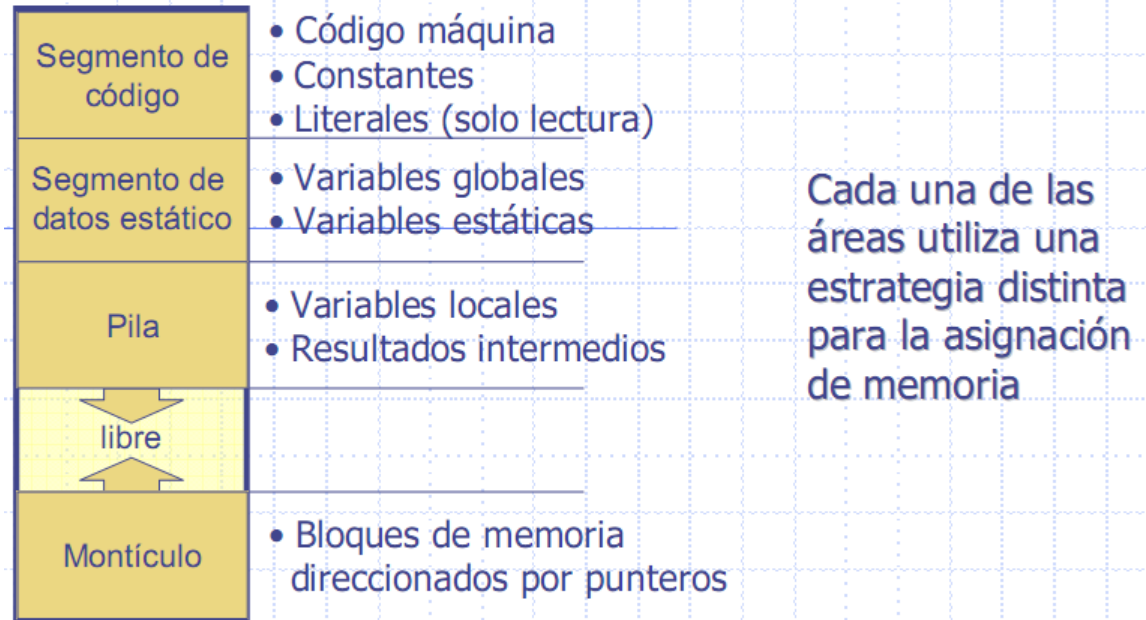 Segmento de
código
• Código máquina
• Constantes
• Literales (solo lectura)
Segmento de
datos estático
• Variables globales
• Variables estáticas
Pila
• Variables locales
• Resultados intermedios
libre
Montículo
• Bloques de memoria
direccionados por punteros
Cada una de las
áreas utiliza una
estrategia distinta
para la asignación
de memoria